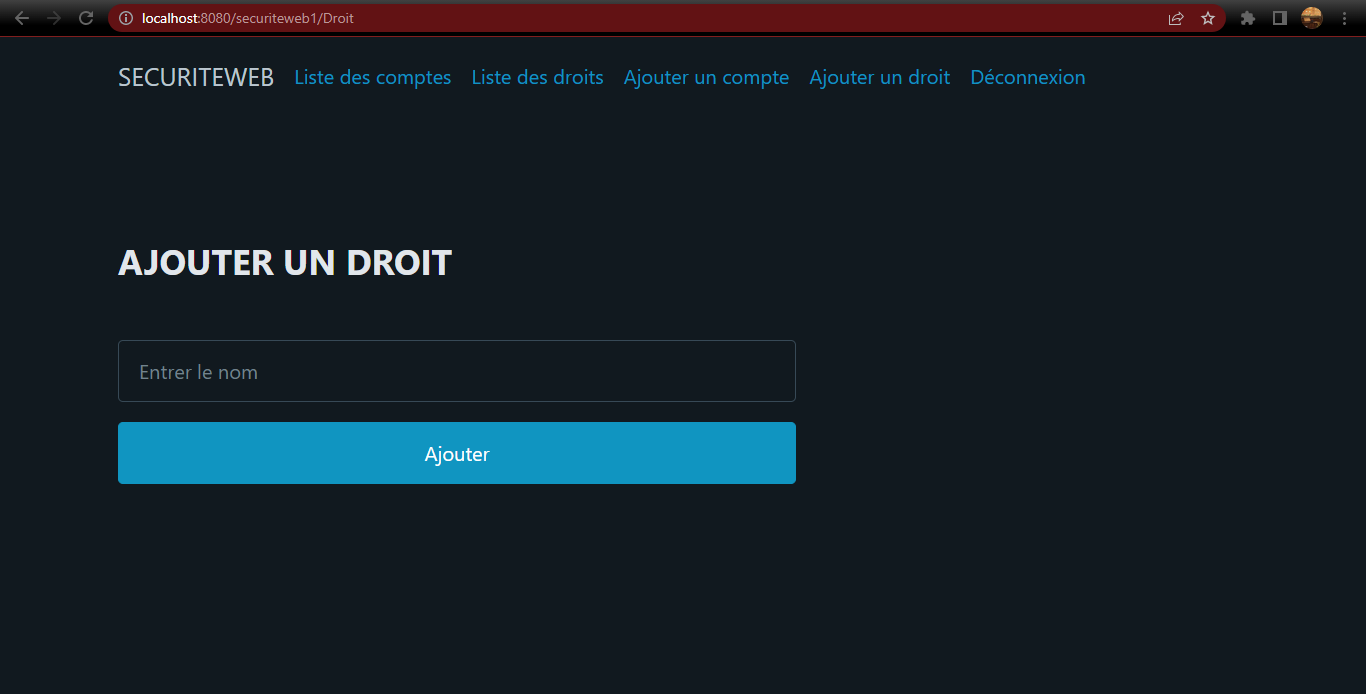 localhost:8080/securiteweb1/Droit
SECURITEWEB Liste des comptes Liste des droits Ajouter un compte Ajouter un droit Déconnexion
AJOUTER UN DROIT
Entrer le nom
Ajouter